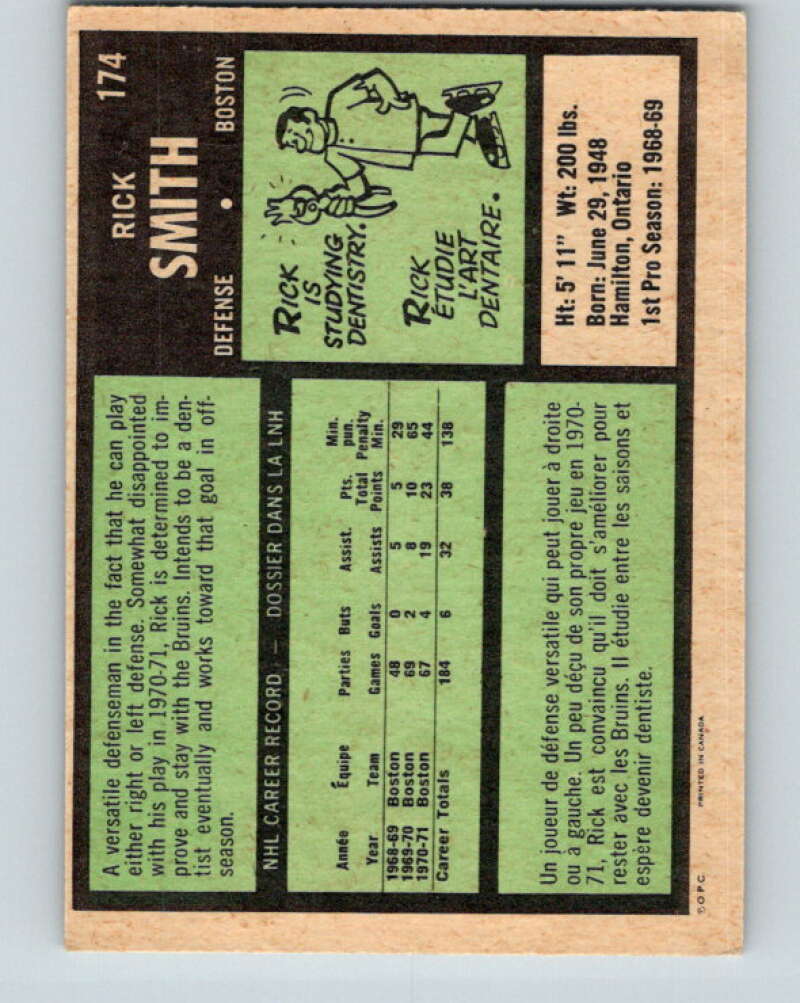 RICK 174
SMITH
DEFENSE • BOSTON
A versatile defenseman in the fact that he can play
either right or left defense. Somewhat disappointed
with his play in 1970-71, Rick is determined to im-
prove and stay with the Bruins. Intends to be a den-
tist eventually and works toward that goal in off-
season.
RICK
IS
STUDYING
DENTISTRY.
RICK
ÉTUDIE
L'ART
DENTAIRE.
NHL CAREER RECORD — DOSSIER DANS LA LNH
Année Équipe Parties Buts Assist. Pts. Min. pun.
Year Team Games Goals Assists Total Points Penalty Min.
1968-69 Boston 48 0 5 5 29
1969-70 Boston 69 2 8 10 65
1970-71 Boston 67 4 19 23 44
Career Totals 184 6 32 38 138
Ht: 5' 11" Wt: 200 lbs.
Born: June 29, 1948
Hamilton, Ontario
1st Pro Season: 1968-69
Un joueur de défense versatile qui peut jouer à droite
ou à gauche. Un peu déçu de son propre jeu en 1970-
71, Rick est convaincu qu'il doit s'améliorer pour
rester avec les Bruins. Il étudie entre les saisons et
espère devenir dentiste.
© O.P.C. PRINTED IN CANADA